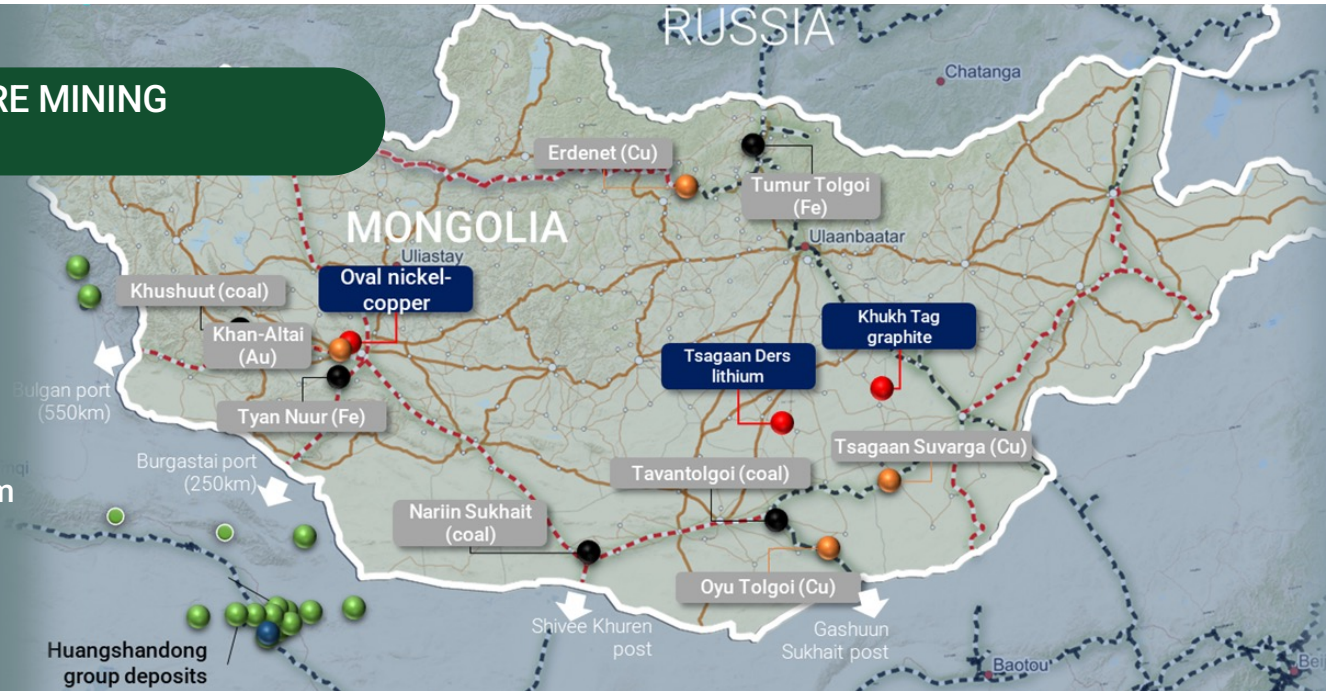 RUSSIA
RE MINING
Chatanga
Erdenet (Cu)
Tumur Tolgoi
(Fe)
MONGOLIA
Ulaanbaatar
Uliastay
Oval nickel-
copper
Khushuut (coal)
Khan-Altai
(Au)
Khukh Tag
graphite
Tsagaan Ders
lithium
Bulgan port
(550km)
Tyan Nuur (Fe)
Tsagaan Suvarga (Cu)
Burgastai port
(250km)
Tavantolgoi (coal)
nqi
m
Nariin Sukhait
(coal)
Oyu Tolgoi (Cu)
Shivee Khuren
post
Gashuun
Sukhait post
Huangshandong
group deposits
Baotou
Bei